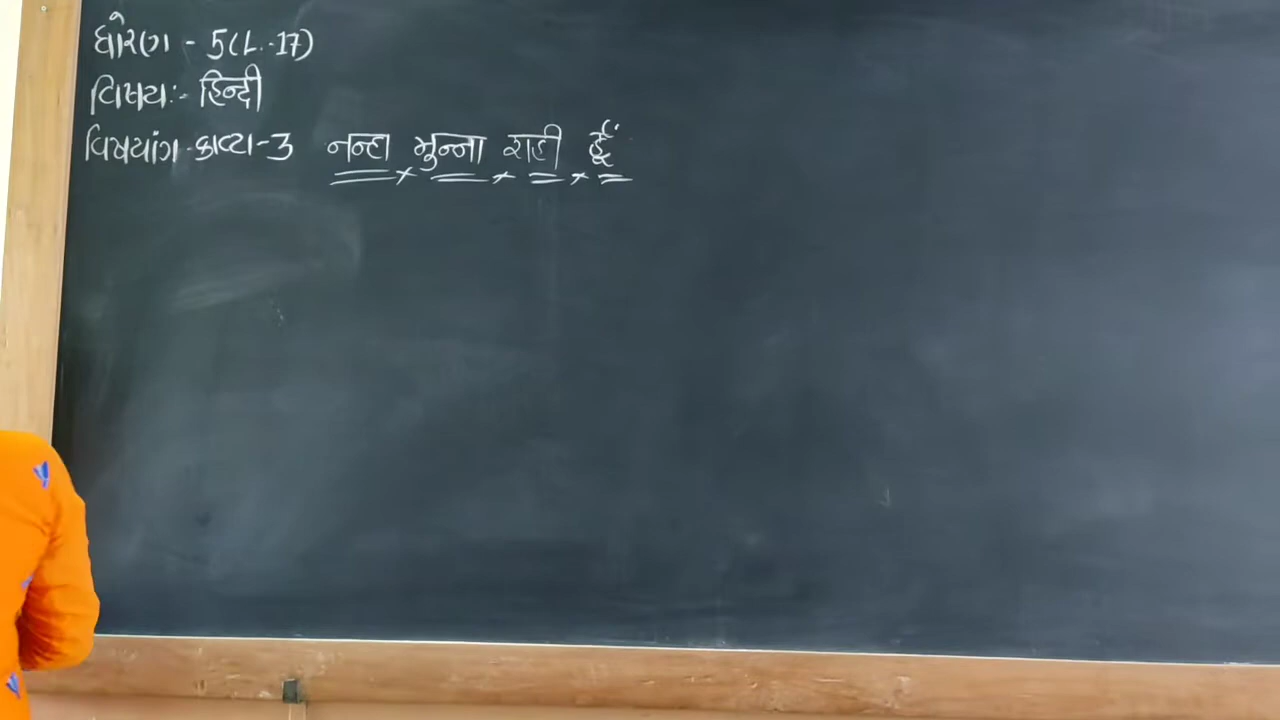 ધોરણ - 5 (L.-17)
વિષય :- हिन्दी
વિષયાંગ - કાવ્ય-3 नन्हा मुन्ना राही हूँ